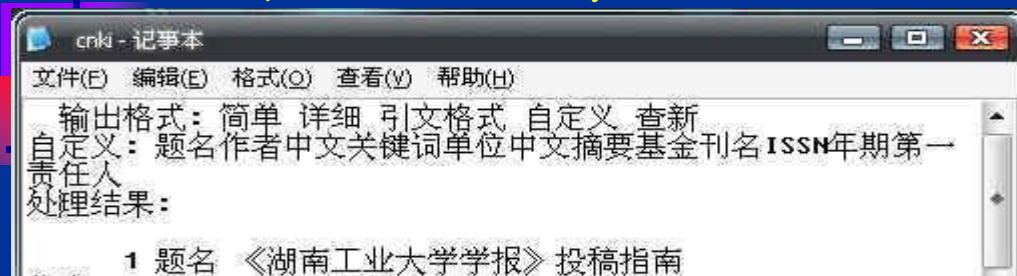 cnki - 记事本
文件(F) 编辑(E) 格式(O) 查看(V) 帮助(H)
输出格式: 简单 详细 引文格式 自定义 查新
自定义: 题名作者中文关键词单位中文摘要基金刊名ISSN年期第一
责任人
处理结果:
1 题名 《湖南工业大学学报》投稿指南